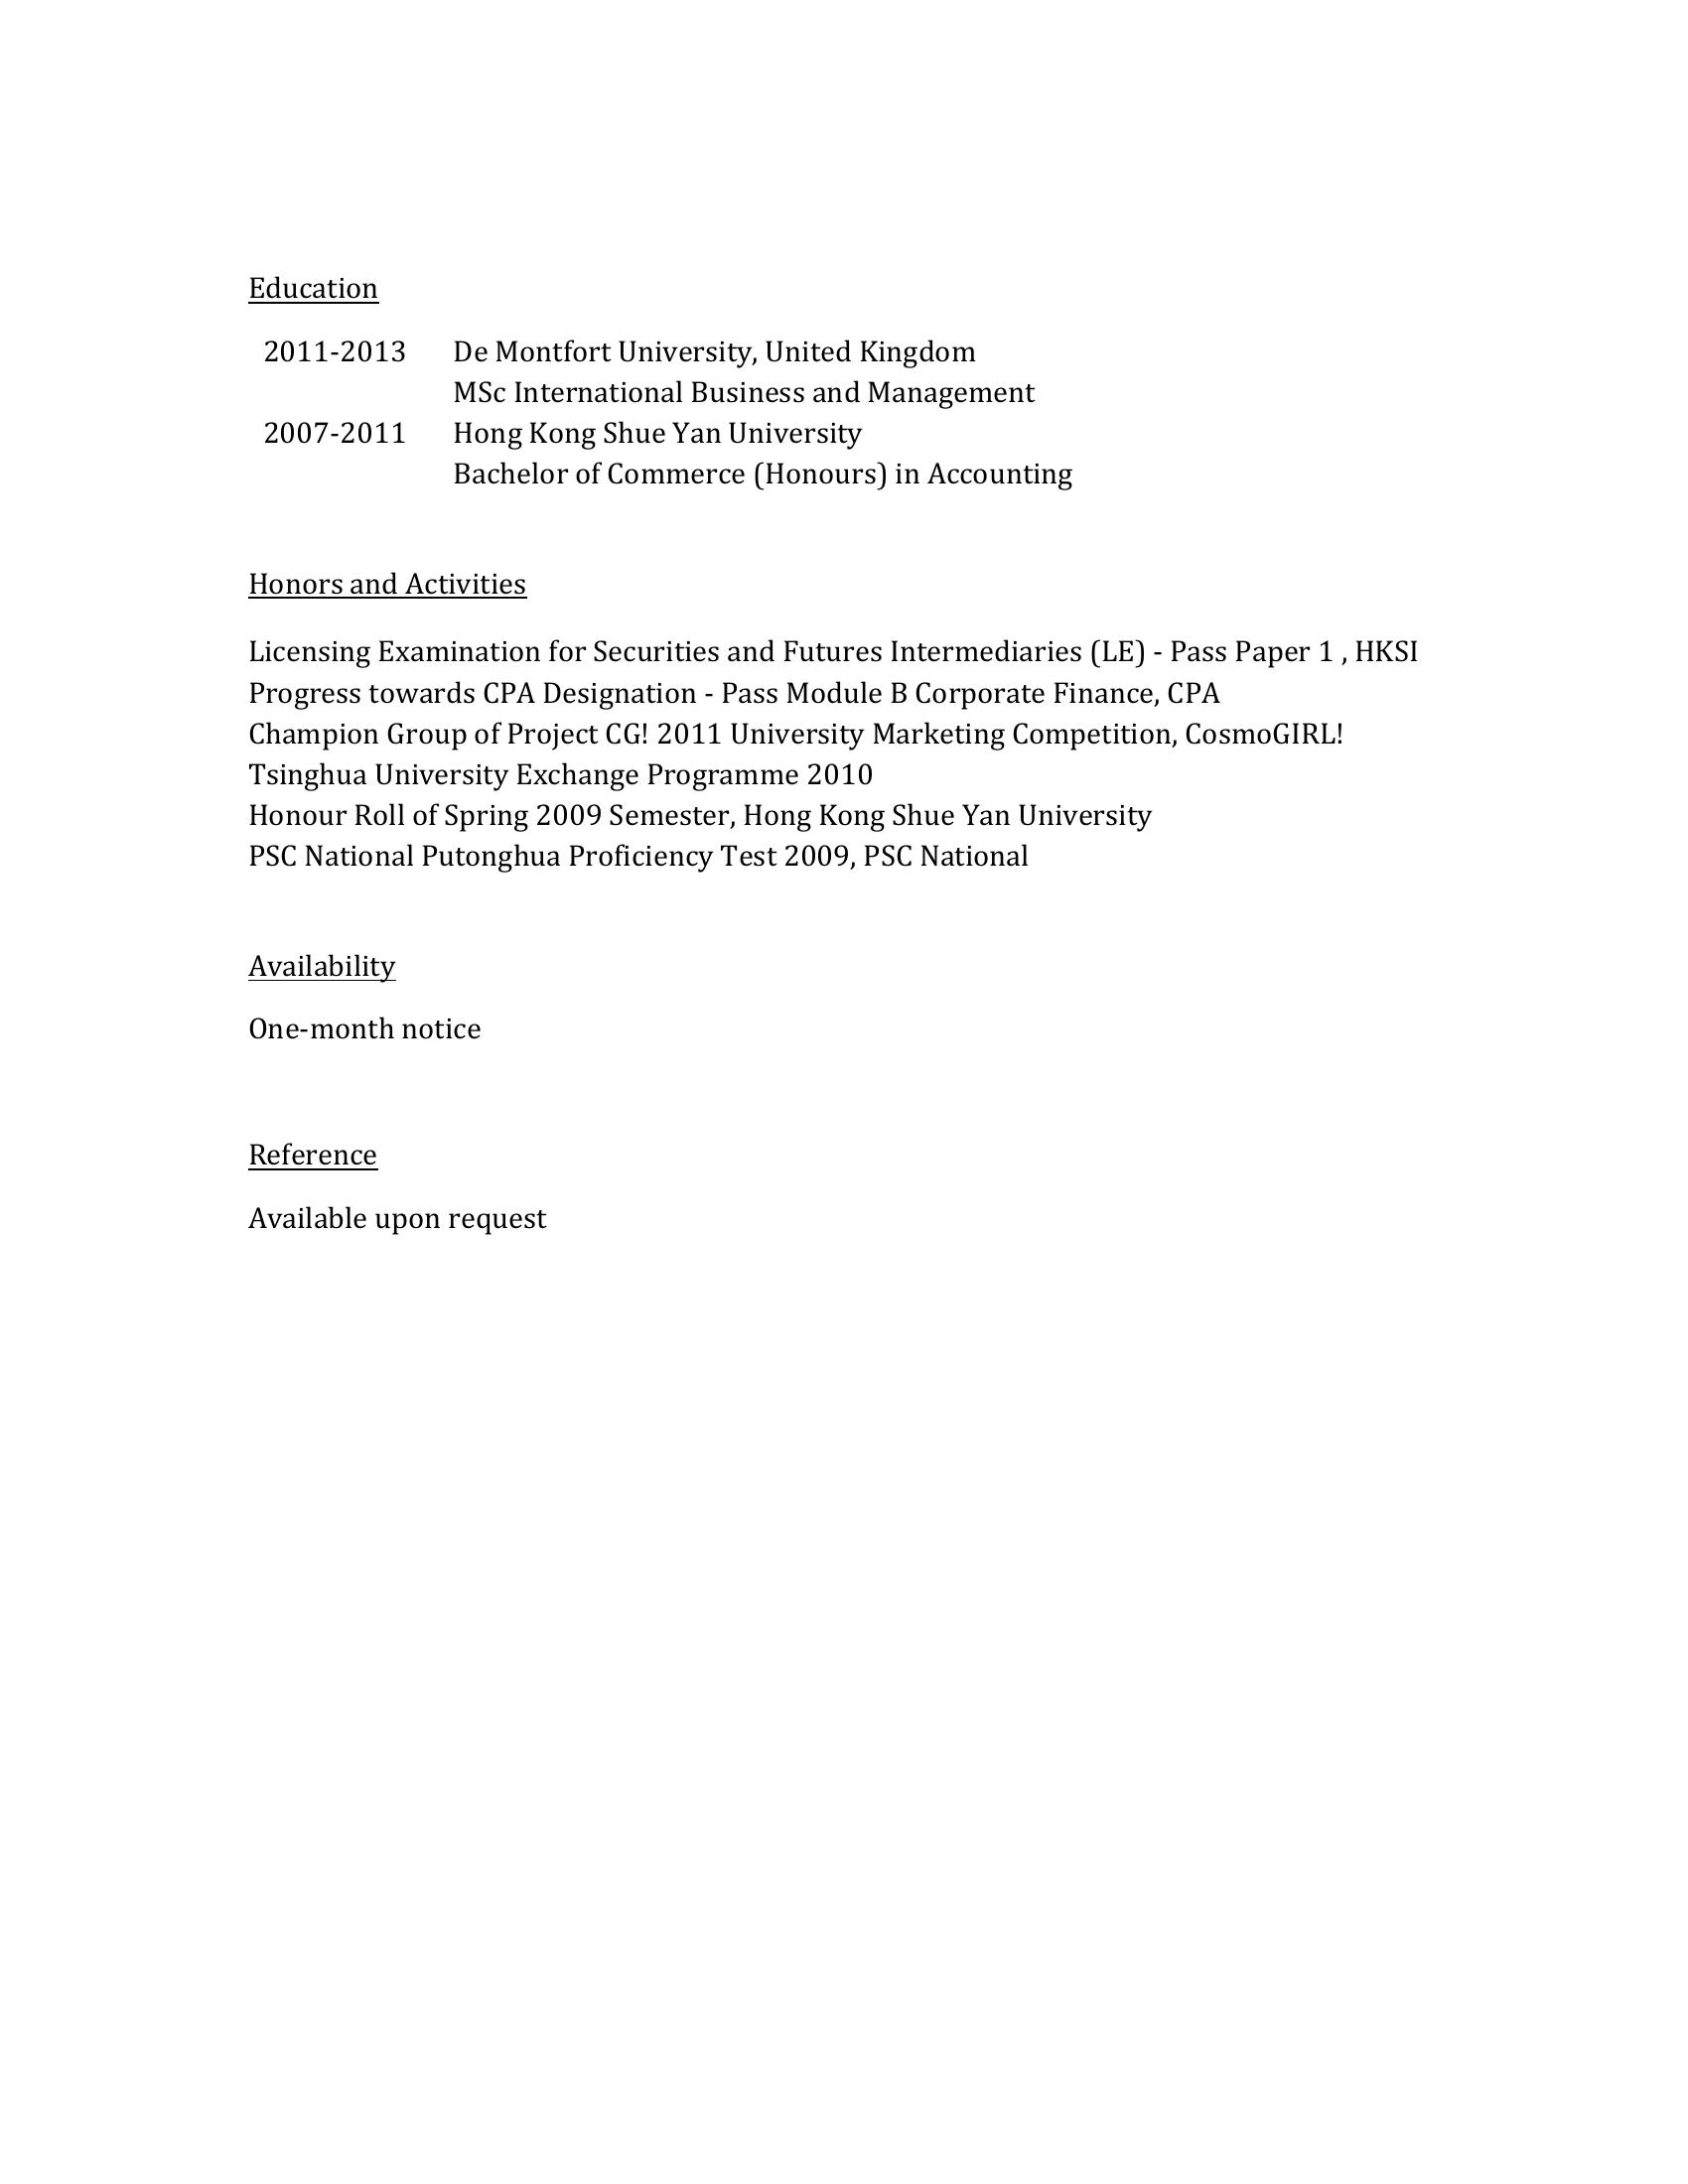 Education
2011-2013 De Montfort University, United Kingdom
MSc International Business and Management
2007-2011 Hong Kong Shue Yan University
Bachelor of Commerce (Honours) in Accounting
Honors and Activities
Licensing Examination for Securities and Futures Intermediaries (LE) - Pass Paper 1 , HKSI
Progress towards CPA Designation - Pass Module B Corporate Finance, CPA
Champion Group of Project CG! 2011 University Marketing Competition, CosmoGIRL!
Tsinghua University Exchange Programme 2010
Honour Roll of Spring 2009 Semester, Hong Kong Shue Yan University
PSC National Putonghua Proficiency Test 2009, PSC National
Availability
One-month notice
Reference
Available upon request